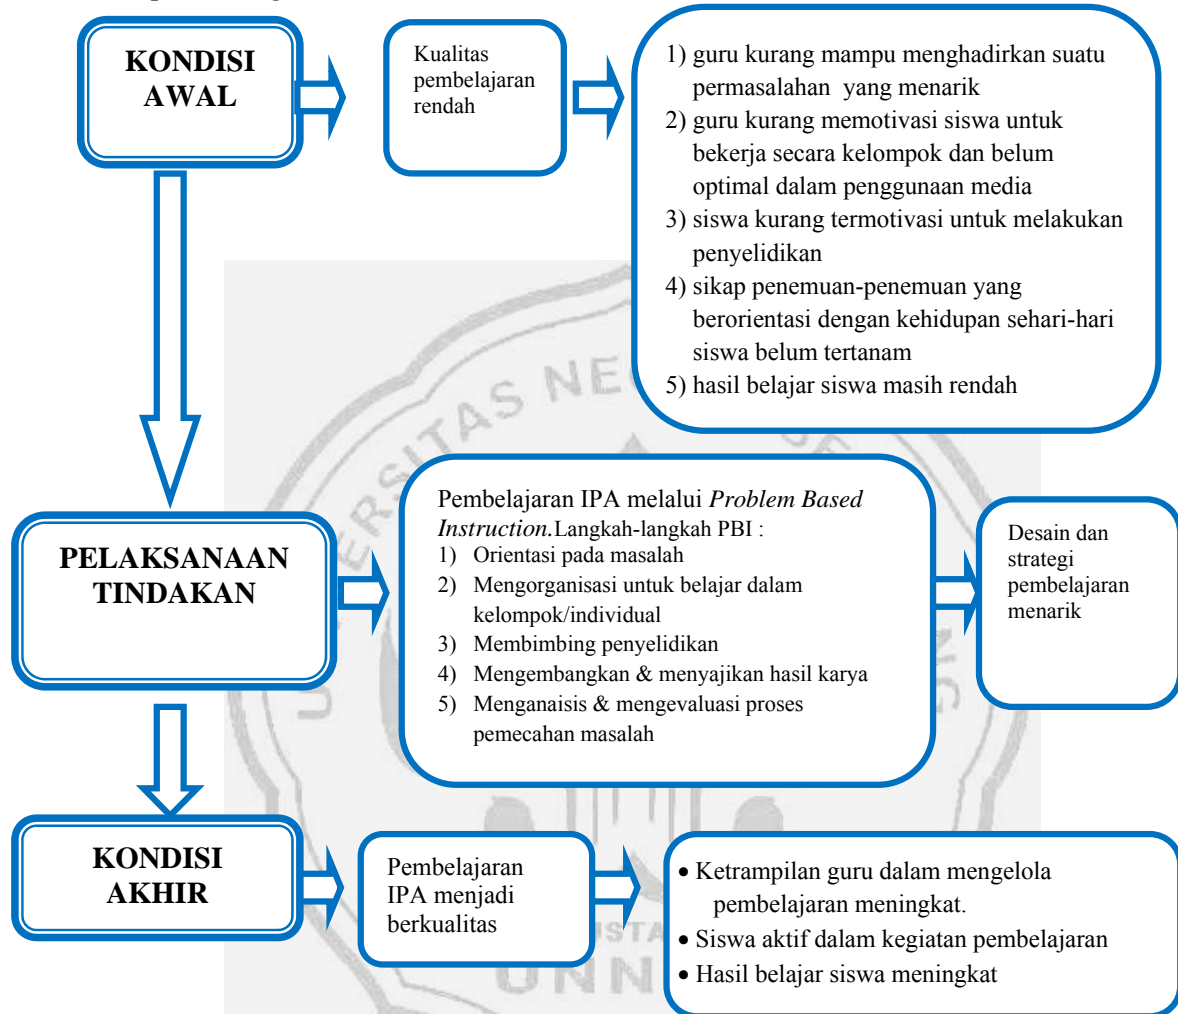 KONDISI
AWAL
Kualitas
pembelajaran
rendah
1) guru kurang mampu menghadirkan suatu
permasalahan yang menarik
2) guru kurang memotivasi siswa untuk
bekerja secara kelompok dan belum
optimal dalam penggunaan media
3) siswa kurang termotivasi untuk melakukan
penyelidikan
4) sikap penemuan-penemuan yang
berorientasi dengan kehidupan sehari-hari
siswa belum tertanam
5) hasil belajar siswa masih rendah
PELAKSANAAN
TINDAKAN
Pembelajaran IPA melalui Problem Based
Instruction.Langkah-langkah PBI :
1) Orientasi pada masalah
2) Mengorganisasi untuk belajar dalam
kelompok/individual
3) Membimbing penyelidikan
4) Mengembangkan & menyajikan hasil karya
5) Menganaisis & mengevaluasi proses
pemecahan masalah
Desain dan
strategi
pembelajaran
menarik
KONDISI
AKHIR
Pembelajaran
IPA menjadi
berkualitas
• Ketrampilan guru dalam mengelola
pembelajaran meningkat.
• Siswa aktif dalam kegiatan pembelajaran
• Hasil belajar siswa meningkat